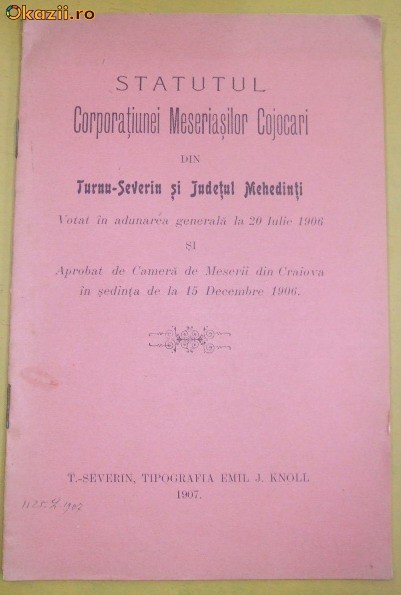 Okazii.ro
STATUTUL
Corporațiunei Meseriașilor Cojocari
DIN
Turnu-Severin și Județul Mehedinți
Votat în adunarea generală la 20 Iulie 1906
ȘI
Aprobat de Cameră de Meserii din Craiova
în ședința de la 15 Decembre 1906.
T.-SEVERIN, TIPOGRAFIA EMIL J. KNOLL
1907.